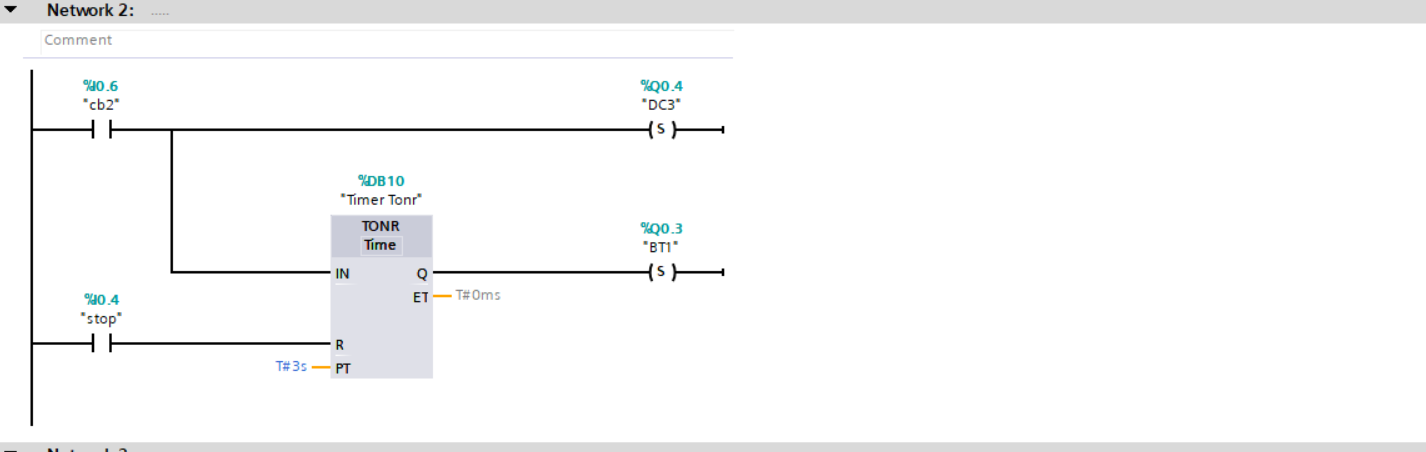 Network 2: .....
Comment
%I0.6
"cb2"
%Q0.4
"DC3"
( S )
%DB10
"Timer Tonr"
TONR
Time
%Q0.3
"BT1"
IN Q
( S )
ET T#0ms
%I0.4
"stop"
R
T#3s PT